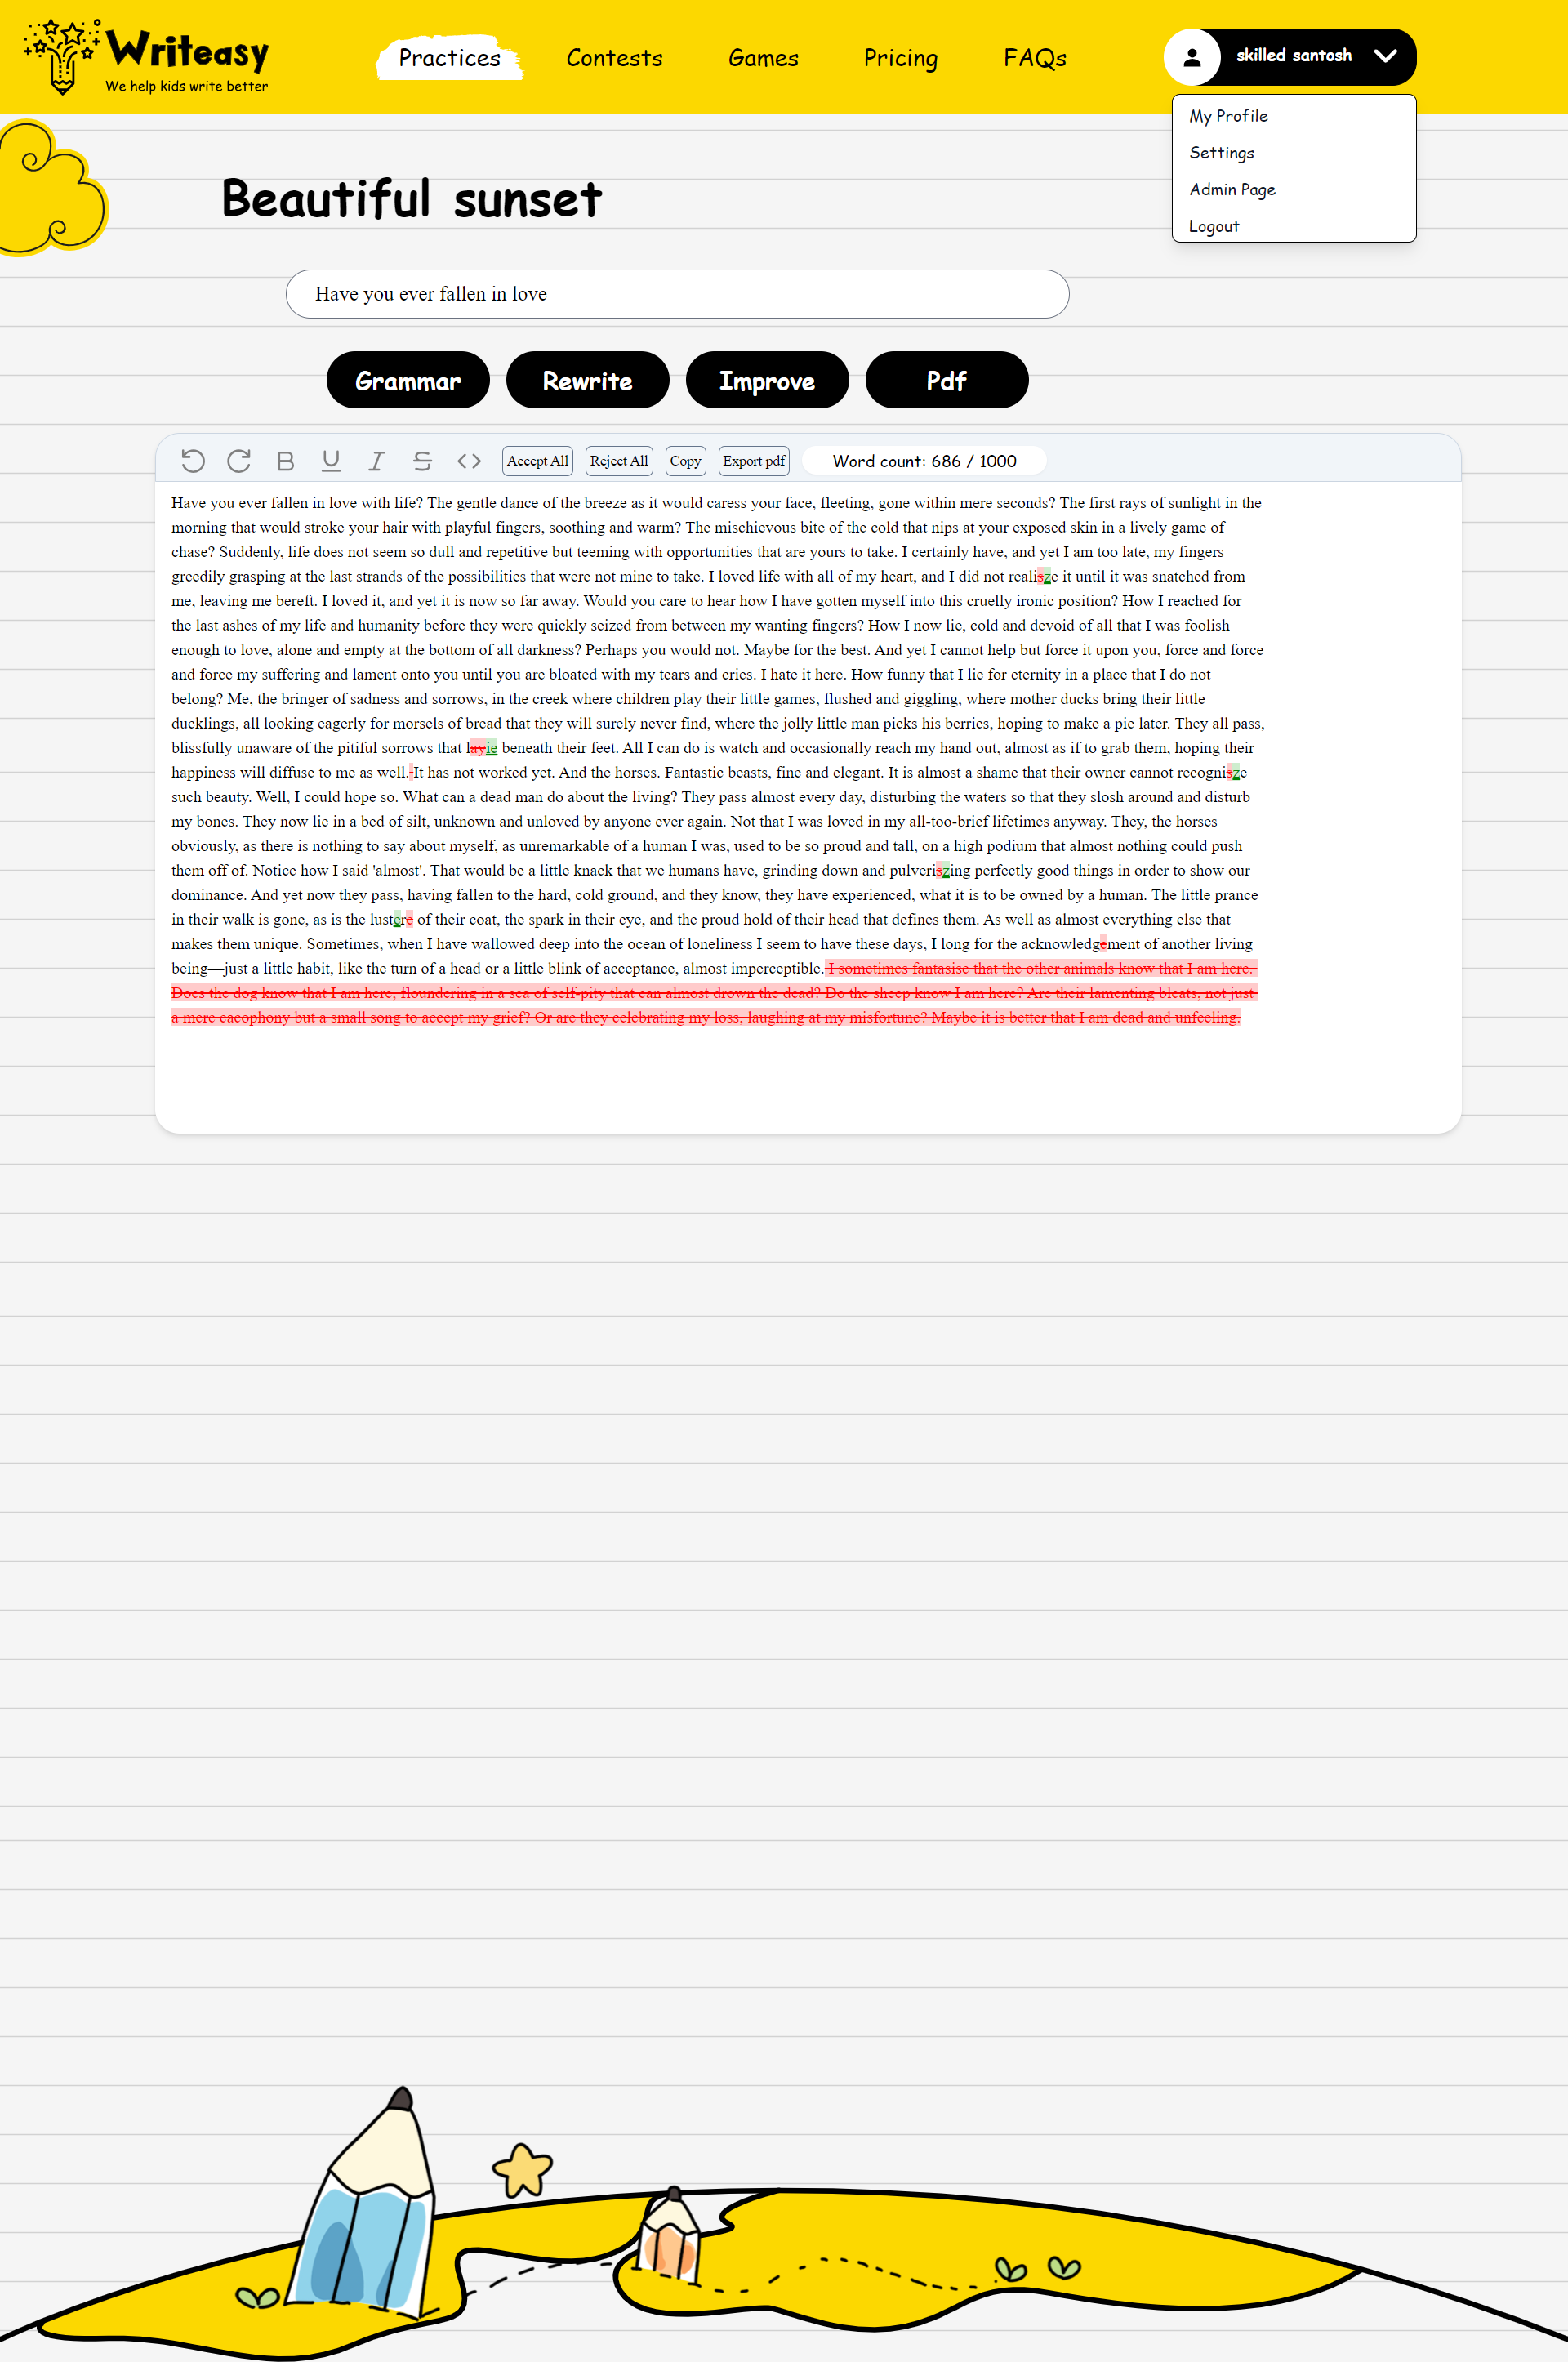 Writeasy
We help kids write better
Practices
Contests
Games
Pricing
FAQs
skilled santosh
My Profile
Settings
Admin Page
Logout
Beautiful sunset
Have you ever fallen in love
Grammar
Rewrite
Improve
Pdf
Accept All
Reject All
Copy
Export pdf
Word count: 686 / 1000
Have you ever fallen in love with life? The gentle dance of the breeze as it would caress your face, fleeting, gone within mere seconds? The first rays of sunlight in the
morning that would stroke your hair with playful fingers, soothing and warm? The mischievous bite of the cold that nips at your exposed skin in a lively game of
chase? Suddenly, life does not seem so dull and repetitive but teeming with opportunities that are yours to take. I certainly have, and yet I am too late, my fingers
greedily grasping at the last strands of the possibilities that were not mine to take. I loved life with all of my heart, and I did not realisze it until it was snatched from
me, leaving me bereft. I loved it, and yet it is now so far away. Would you care to hear how I have gotten myself into this cruelly ironic position? How I reached for
the last ashes of my life and humanity before they were quickly seized from between my wanting fingers? How I now lie, cold and devoid of all that I was foolish
enough to love, alone and empty at the bottom of all darkness? Perhaps you would not. Maybe for the best. And yet I cannot help but force it upon you, force and force
and force my suffering and lament onto you until you are bloated with my tears and cries. I hate it here. How funny that I lie for eternity in a place that I do not
belong? Me, the bringer of sadness and sorrows, in the creek where children play their little games, flushed and giggling, where mother ducks bring their little
ducklings, all looking eagerly for morsels of bread that they will surely never find, where the jolly little man picks his berries, hoping to make a pie later. They all pass,
blissfully unaware of the pitiful sorrows that layie beneath their feet. All I can do is watch and occasionally reach my hand out, almost as if to grab them, hoping their
happiness will diffuse to me as well. It has not worked yet. And the horses. Fantastic beasts, fine and elegant. It is almost a shame that their owner cannot recognisze
such beauty. Well, I could hope so. What can a dead man do about the living? They pass almost every day, disturbing the waters so that they slosh around and disturb
my bones. They now lie in a bed of silt, unknown and unloved by anyone ever again. Not that I was loved in my all-too-brief lifetimes anyway. They, the horses
obviously, as there is nothing to say about myself, as unremarkable of a human I was, used to be so proud and tall, on a high podium that almost nothing could push
them off of. Notice how I said 'almost'. That would be a little knack that we humans have, grinding down and pulveriszing perfectly good things in order to show our
dominance. And yet now they pass, having fallen to the hard, cold ground, and they know, they have experienced, what it is to be owned by a human. The little prance
in their walk is gone, as is the lustere of their coat, the spark in their eye, and the proud hold of their head that defines them. As well as almost everything else that
makes them unique. Sometimes, when I have wallowed deep into the ocean of loneliness I seem to have these days, I long for the acknowledgement of another living
being—just a little habit, like the turn of a head or a little blink of acceptance, almost imperceptible. I sometimes fantasise that the other animals know that I am here.
Does the dog know that I am here, floundering in a sea of self-pity that can almost drown the dead? Do the sheep know I am here? Are their lamenting bleats, not just
a mere cacophony but a small song to accept my grief? Or are they celebrating my loss, laughing at my misfortune? Maybe it is better that I am dead and unfeeling.